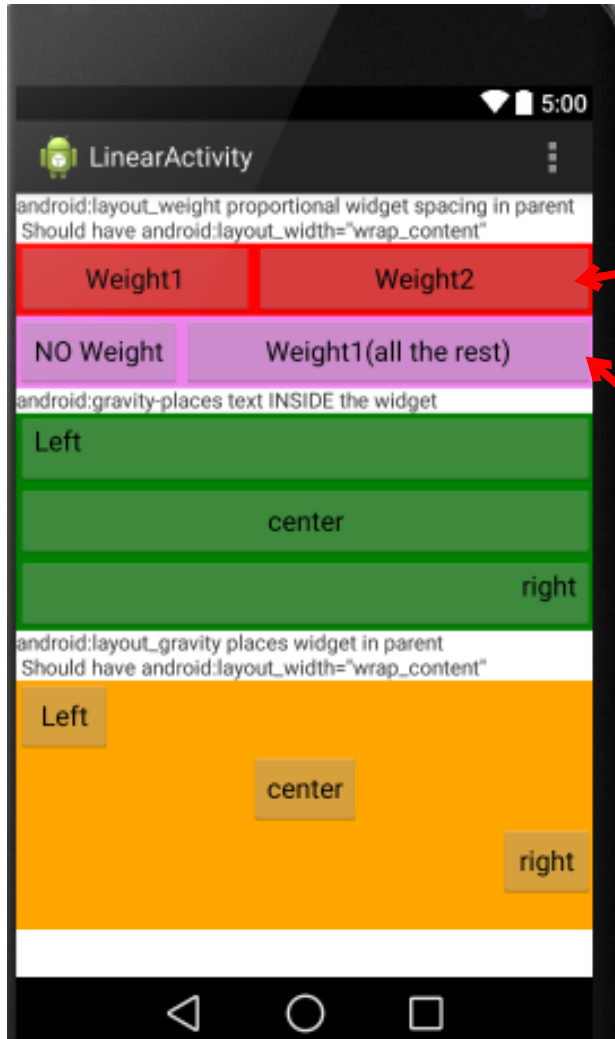 5:00
LinearActivity
android:layout_weight proportional widget spacing in parent
Should have android:layout_width="wrap_content"
Weight1 Weight2
NO Weight Weight1(all the rest)
android:gravity-places text INSIDE the widget
Left
center
right
android:layout_gravity places widget in parent
Should have android:layout_width="wrap_content"
Left
center
right